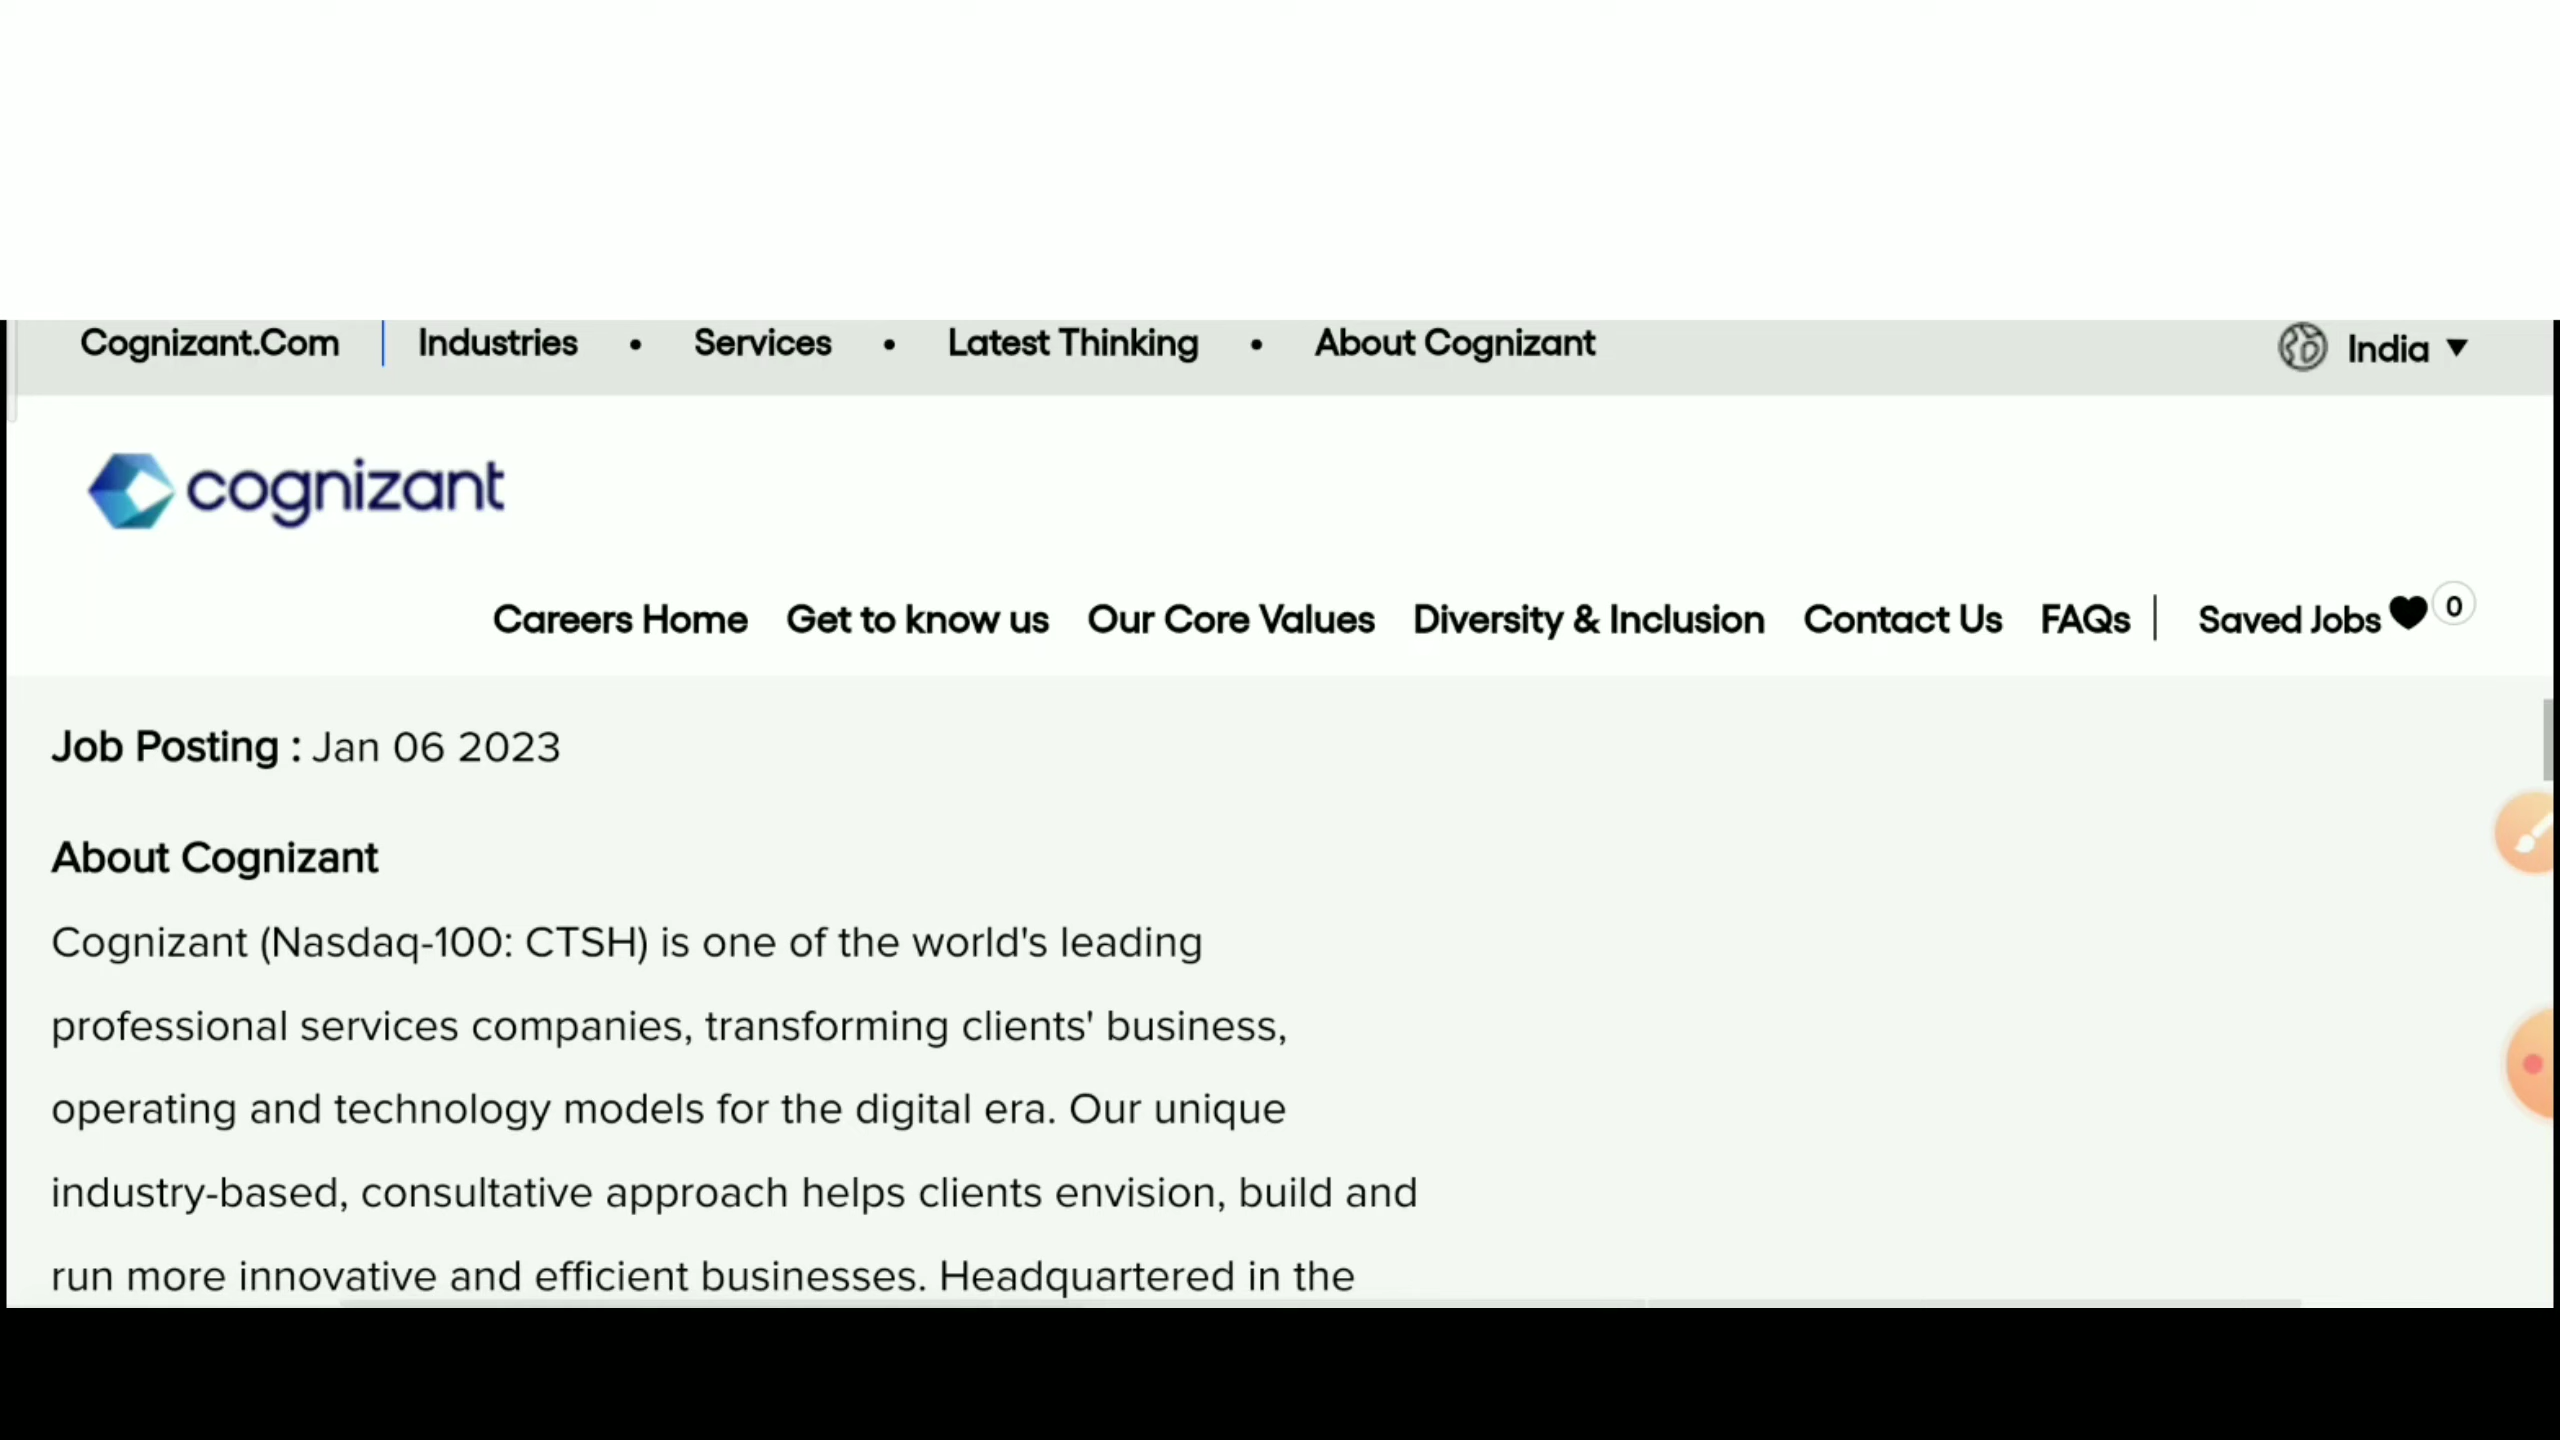 Cognizant.Com Industries • Services • Latest Thinking • About Cognizant India ▼
cognizant
Careers Home Get to know us Our Core Values Diversity & Inclusion Contact Us FAQs Saved Jobs 0
Job Posting : Jan 06 2023
About Cognizant
Cognizant (Nasdaq-100: CTSH) is one of the world's leading
professional services companies, transforming clients' business,
operating and technology models for the digital era. Our unique
industry-based, consultative approach helps clients envision, build and
run more innovative and efficient businesses. Headquartered in the